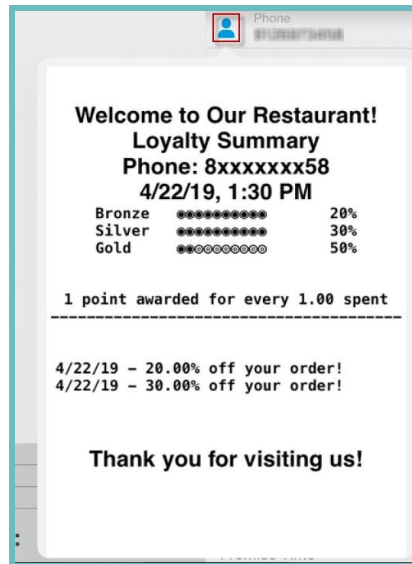 Phone
Welcome to Our Restaurant!
Loyalty Summary
Phone: 8xxxxxxx58
4/22/19, 1:30 PM
Bronze ◉◉◉◉◉◉◉◉◉◉ 20%
Silver ◉◉◉◉◉◉◉◉◉◉ 30%
Gold ◉◉◎◎◎◎◎◎◎◎ 50%
1 point awarded for every 1.00 spent
----------------------------------------
4/22/19 – 20.00% off your order!
4/22/19 – 30.00% off your order!
Thank you for visiting us!
: